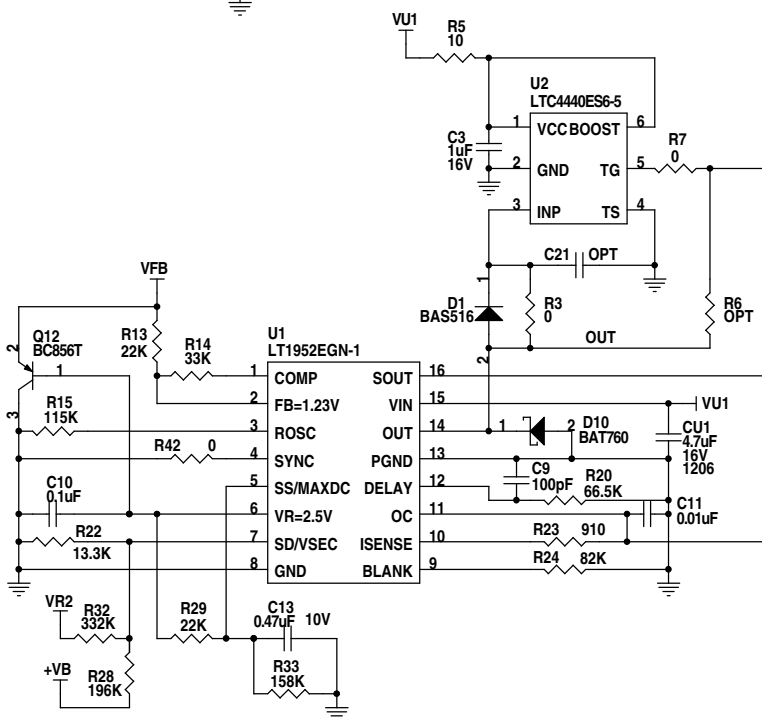 VU1
R5
10
U2
LTC4440ES6-5
1 VCC BOOST 6
C3
1uF
16V
2 GND TG 5
R7
0
3 INP TS 4
C21 OPT
1
D1
BAS516
2
R3
0
R6
OPT
OUT
VFB
2
Q12
BC856T
1
3
R13
22K
R14
33K
U1
LT1952EGN-1
1 COMP SOUT 16
2 FB=1.23V VIN 15
VU1
R15
115K
3 ROSC OUT 14
1 2 D10
BAT760
CU1
4.7uF
16V
1206
R42 0
4 SYNC PGND 13
C9
100pF
5 SS/MAXDC DELAY 12
R20
66.5K
C10
0.1uF
6 VR=2.5V OC 11
C11
0.01uF
R22
13.3K
7 SD/VSEC ISENSE 10
R23 910
8 GND BLANK 9
R24 82K
VR2
R32
332K
R29
22K
C13
0.47uF 10V
+VB
R28
196K
R33
158K